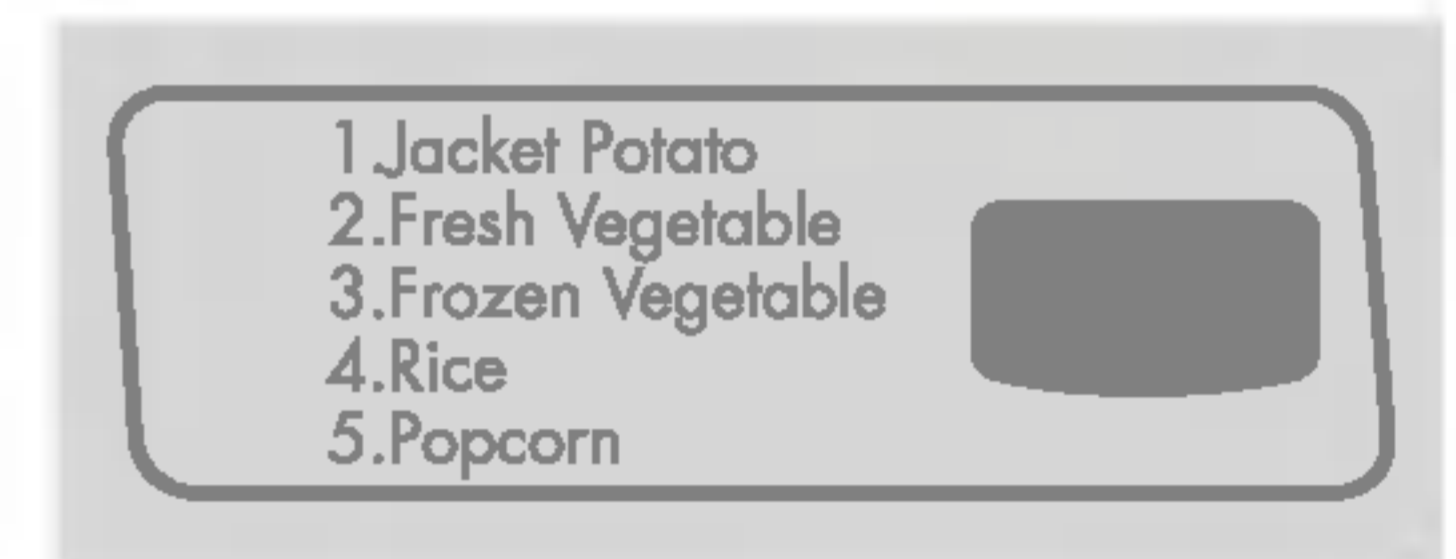 1.Jacket Potato
2.Fresh Vegetable
3.Frozen Vegetable
4.Rice
5.Popcorn